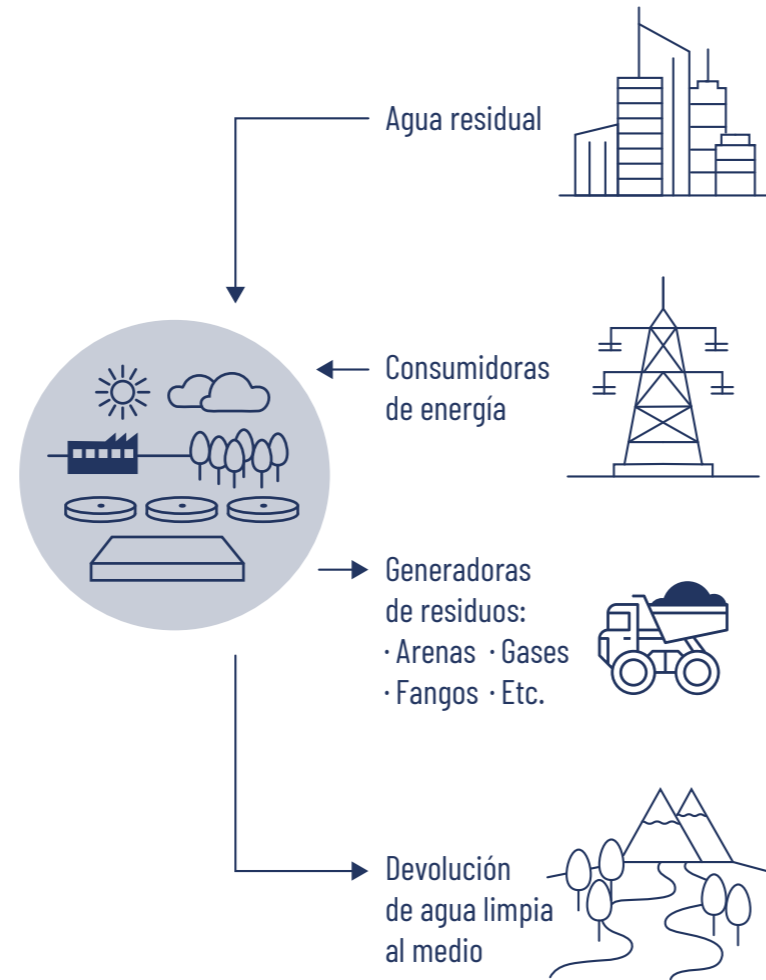 Agua residual
Consumidoras
de energía
Generadoras
de residuos:
· Arenas · Gases
· Fangos · Etc.
Devolución
de agua limpia
al medio